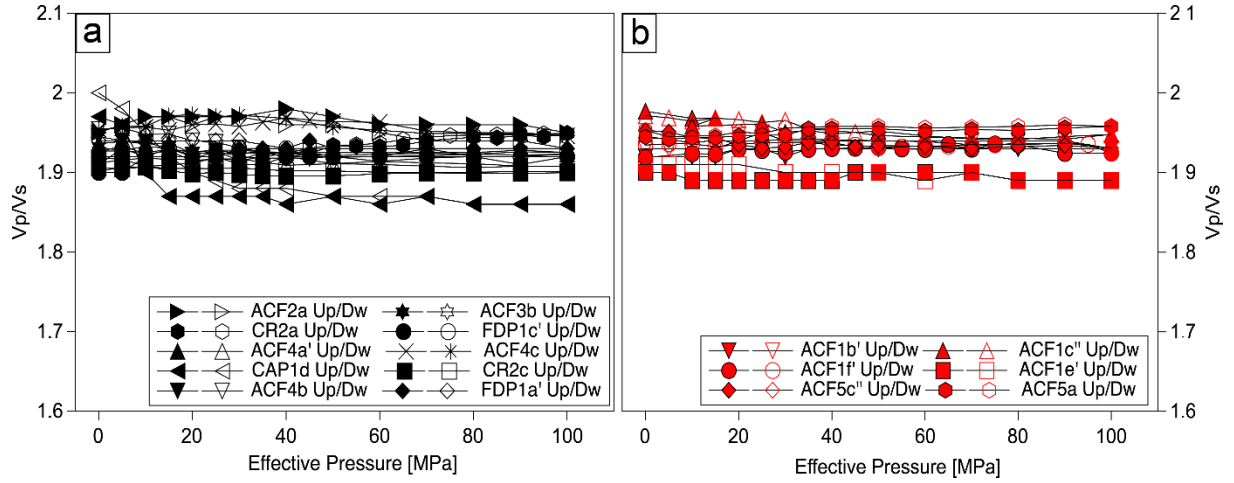 a
2.1
2
1.9
1.8
1.7
1.6
Vp/Vs
ACF2a Up/Dw
CR2a Up/Dw
ACF4a' Up/Dw
CAP1d Up/Dw
ACF4b Up/Dw
ACF3b Up/Dw
FDP1c' Up/Dw
ACF4c Up/Dw
CR2c Up/Dw
FDP1a' Up/Dw
0 20 40 60 80 100
Effective Pressure [MPa]
b
2 1
2
1.9
1.8
1.7
1.6
Vp/Vs
ACF1b' Up/Dw
ACF1f' Up/Dw
ACF5c'' Up/Dw
ACF1c'' Up/Dw
ACF1e' Up/Dw
ACF5a Up/Dw
0 20 40 60 80 100
Effective Pressure [MPa]